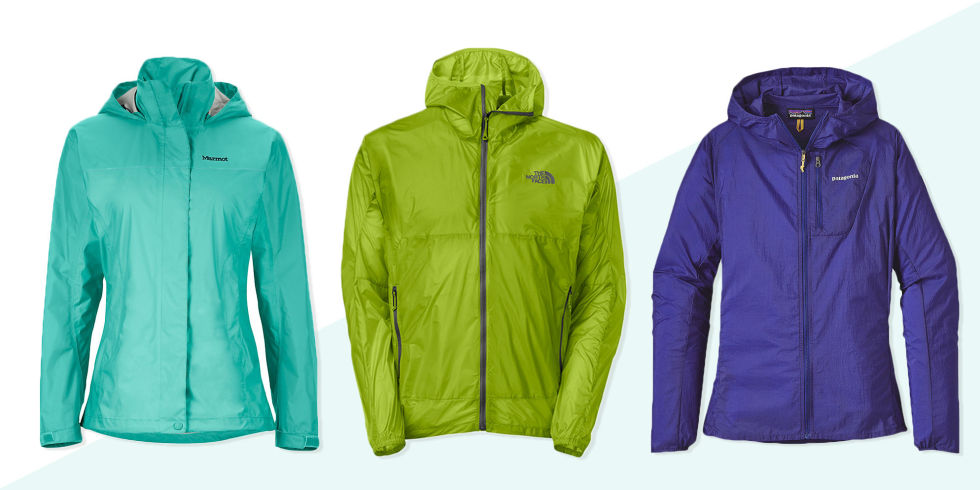 Marmot
THE
NORTH
FACE
patagonia
patagonia